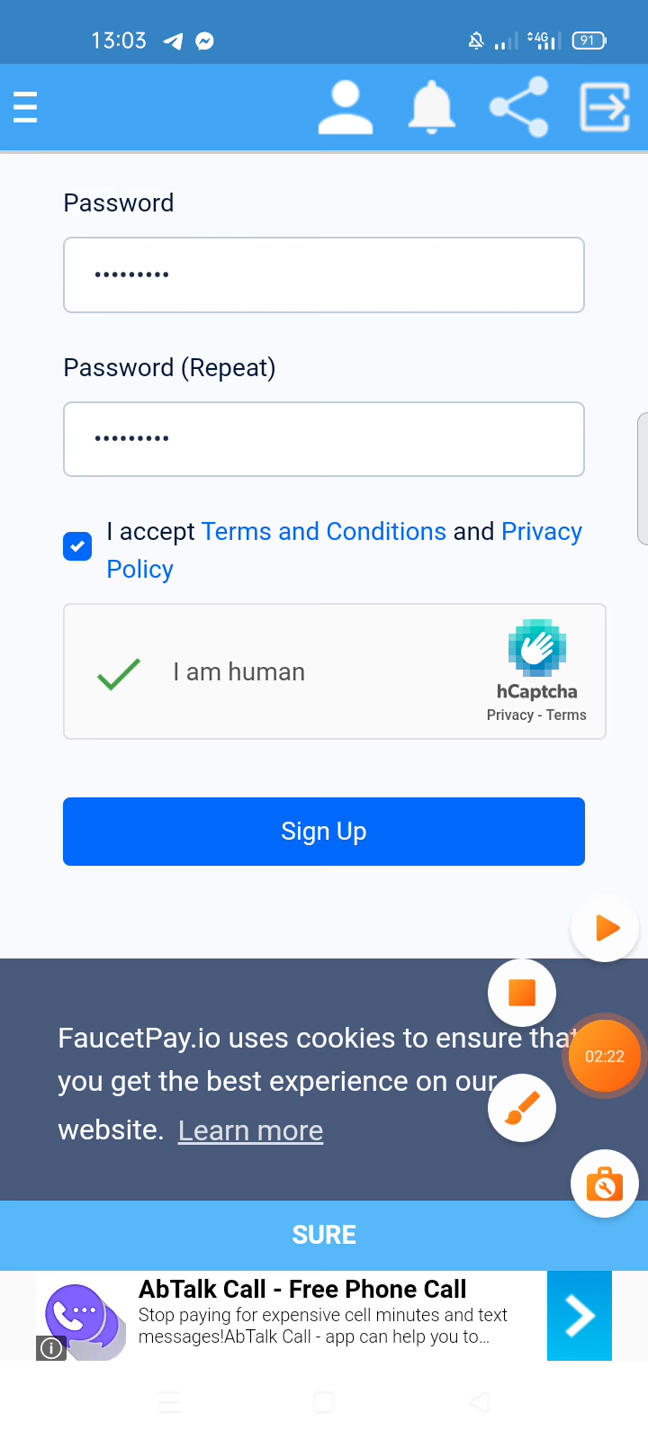 13:03
4G
91
Password
•••••••••
Password (Repeat)
•••••••••
I accept Terms and Conditions and Privacy
Policy
I am human
hCaptcha
Privacy - Terms
Sign Up
FaucetPay.io uses cookies to ensure that
you get the best experience on our
website. Learn more
02:22
SURE
AbTalk Call - Free Phone Call
Stop paying for expensive cell minutes and text
messages!AbTalk Call - app can help you to...